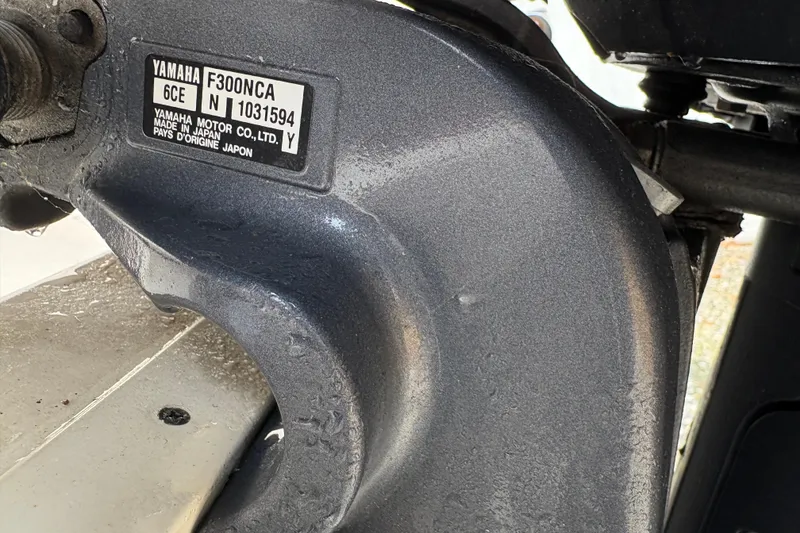 YAMAHA F300NCA
6CE N 1031594
YAMAHA MOTOR CO.,LTD.
MADE IN JAPAN
PAYS D'ORIGINE JAPON
Y